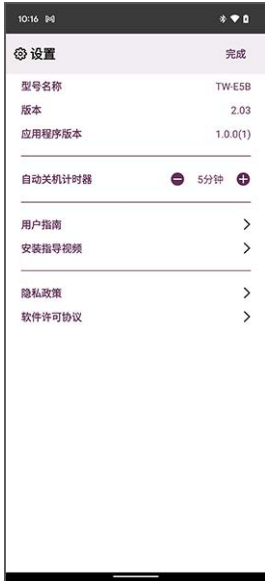 10:16
设置 完成
型号名称 TW-E5B
版本 2.03
应用程序版本 1.0.0(1)
自动关机计时器 5分钟
用户指南
安装指导视频
隐私政策
软件许可协议